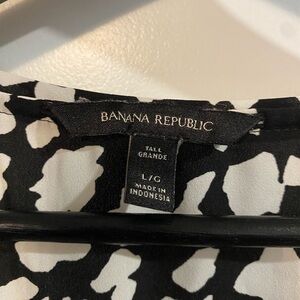 BANANA REPUBLIC
TALL
GRANDE
L/G
MADE IN
INDONESIA